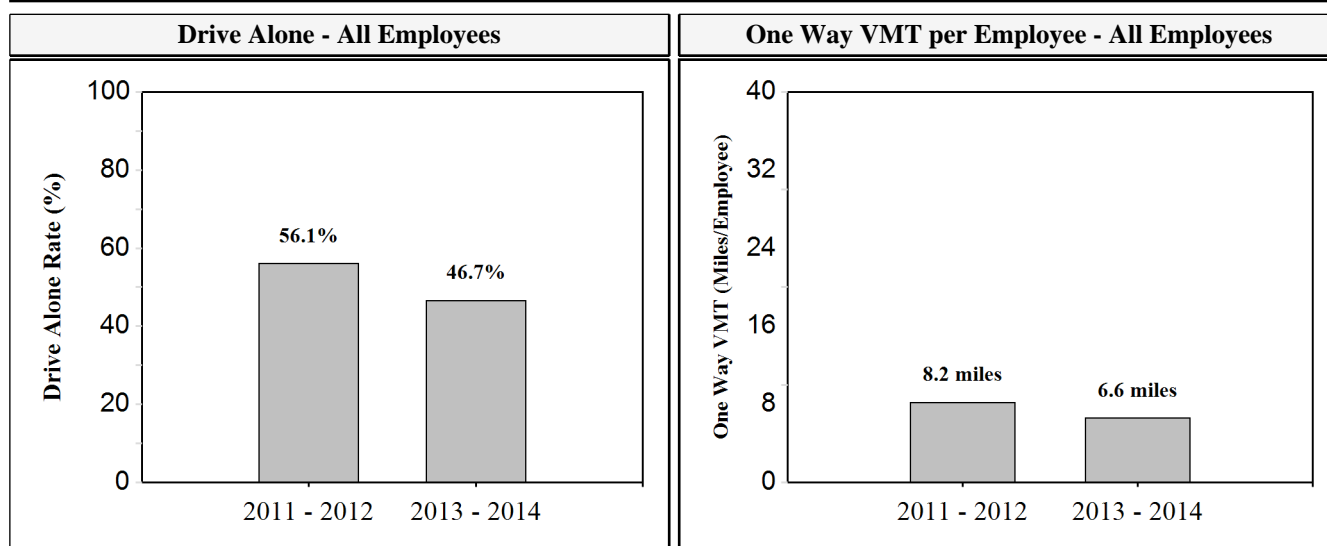 Drive Alone - All Employees
One Way VMT per Employee - All Employees
Drive Alone Rate (%)
100
80
60
40
20
0
56.1%
46.7%
2011 - 2012
2013 - 2014
One Way VMT (Miles/Employee)
40
32
24
16
8
0
8.2 miles
6.6 miles
2011 - 2012
2013 - 2014